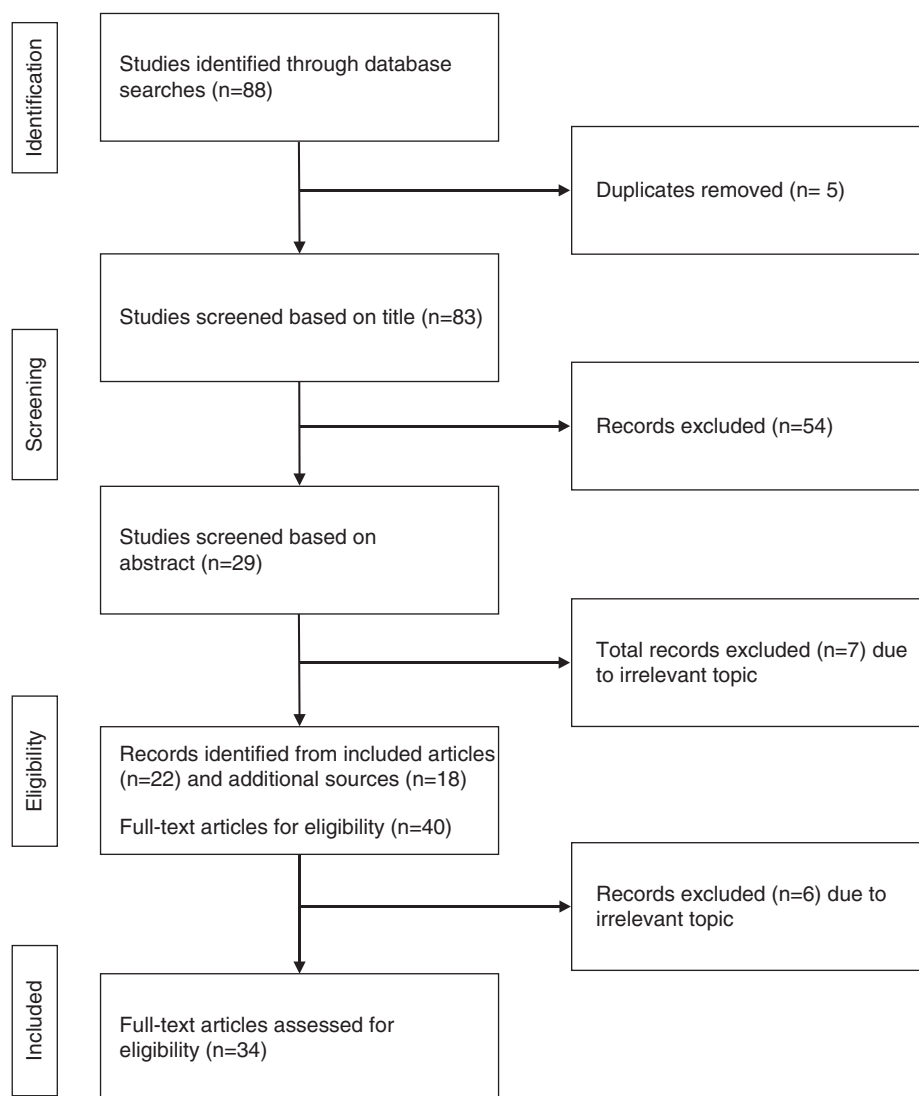 Identification
Studies identified through database
searches (n=88)
Duplicates removed (n= 5)
Screening
Studies screened based on title (n=83)
Records excluded (n=54)
Studies screened based on
abstract (n=29)
Total records excluded (n=7) due
to irrelevant topic
Eligibility
Records identified from included articles
(n=22) and additional sources (n=18)
Full-text articles for eligibility (n=40)
Records excluded (n=6) due to
irrelevant topic
Included
Full-text articles assessed for
eligibility (n=34)